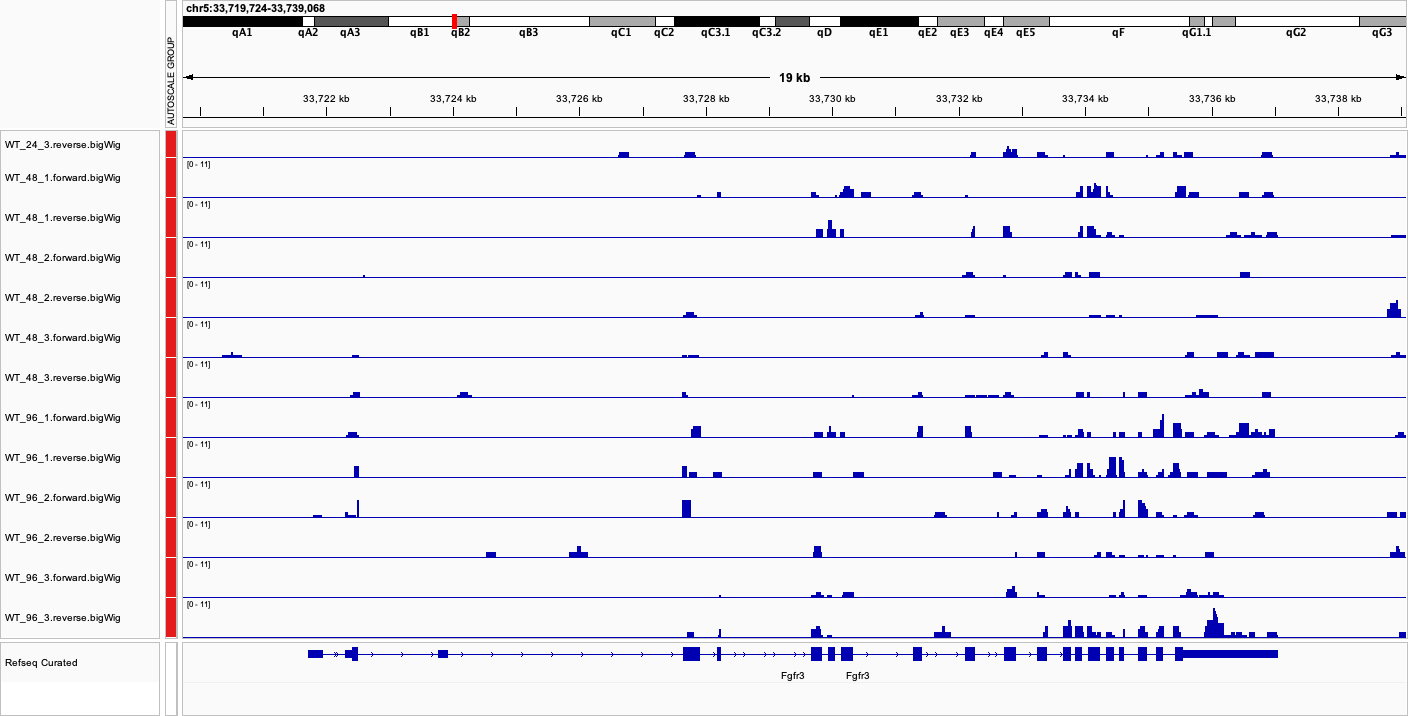 chr5:33,719,724-33,739,068
qA1 qA2 qA3 qB1 qB2 qB3 qC1 qC2 qC3.1 qC3.2 qD qE1 qE2 qE3 qE4 qE5 qF qG1.1 qG2 qG3
AUTOSCALE GROUP
19 kb
33,722 kb 33,724 kb 33,726 kb 33,728 kb 33,730 kb 33,732 kb 33,734 kb 33,736 kb 33,738 kb
WT_24_3.reverse.bigWig
[0 - 11]
WT_48_1.forward.bigWig
[0 - 11]
WT_48_1.reverse.bigWig
[0 - 11]
WT_48_2.forward.bigWig
[0 - 11]
WT_48_2.reverse.bigWig
[0 - 11]
WT_48_3.forward.bigWig
[0 - 11]
WT_48_3.reverse.bigWig
[0 - 11]
WT_96_1.forward.bigWig
[0 - 11]
WT_96_1.reverse.bigWig
[0 - 11]
WT_96_2.forward.bigWig
[0 - 11]
WT_96_2.reverse.bigWig
[0 - 11]
WT_96_3.forward.bigWig
[0 - 11]
WT_96_3.reverse.bigWig
Refseq Curated
Fgfr3 Fgfr3